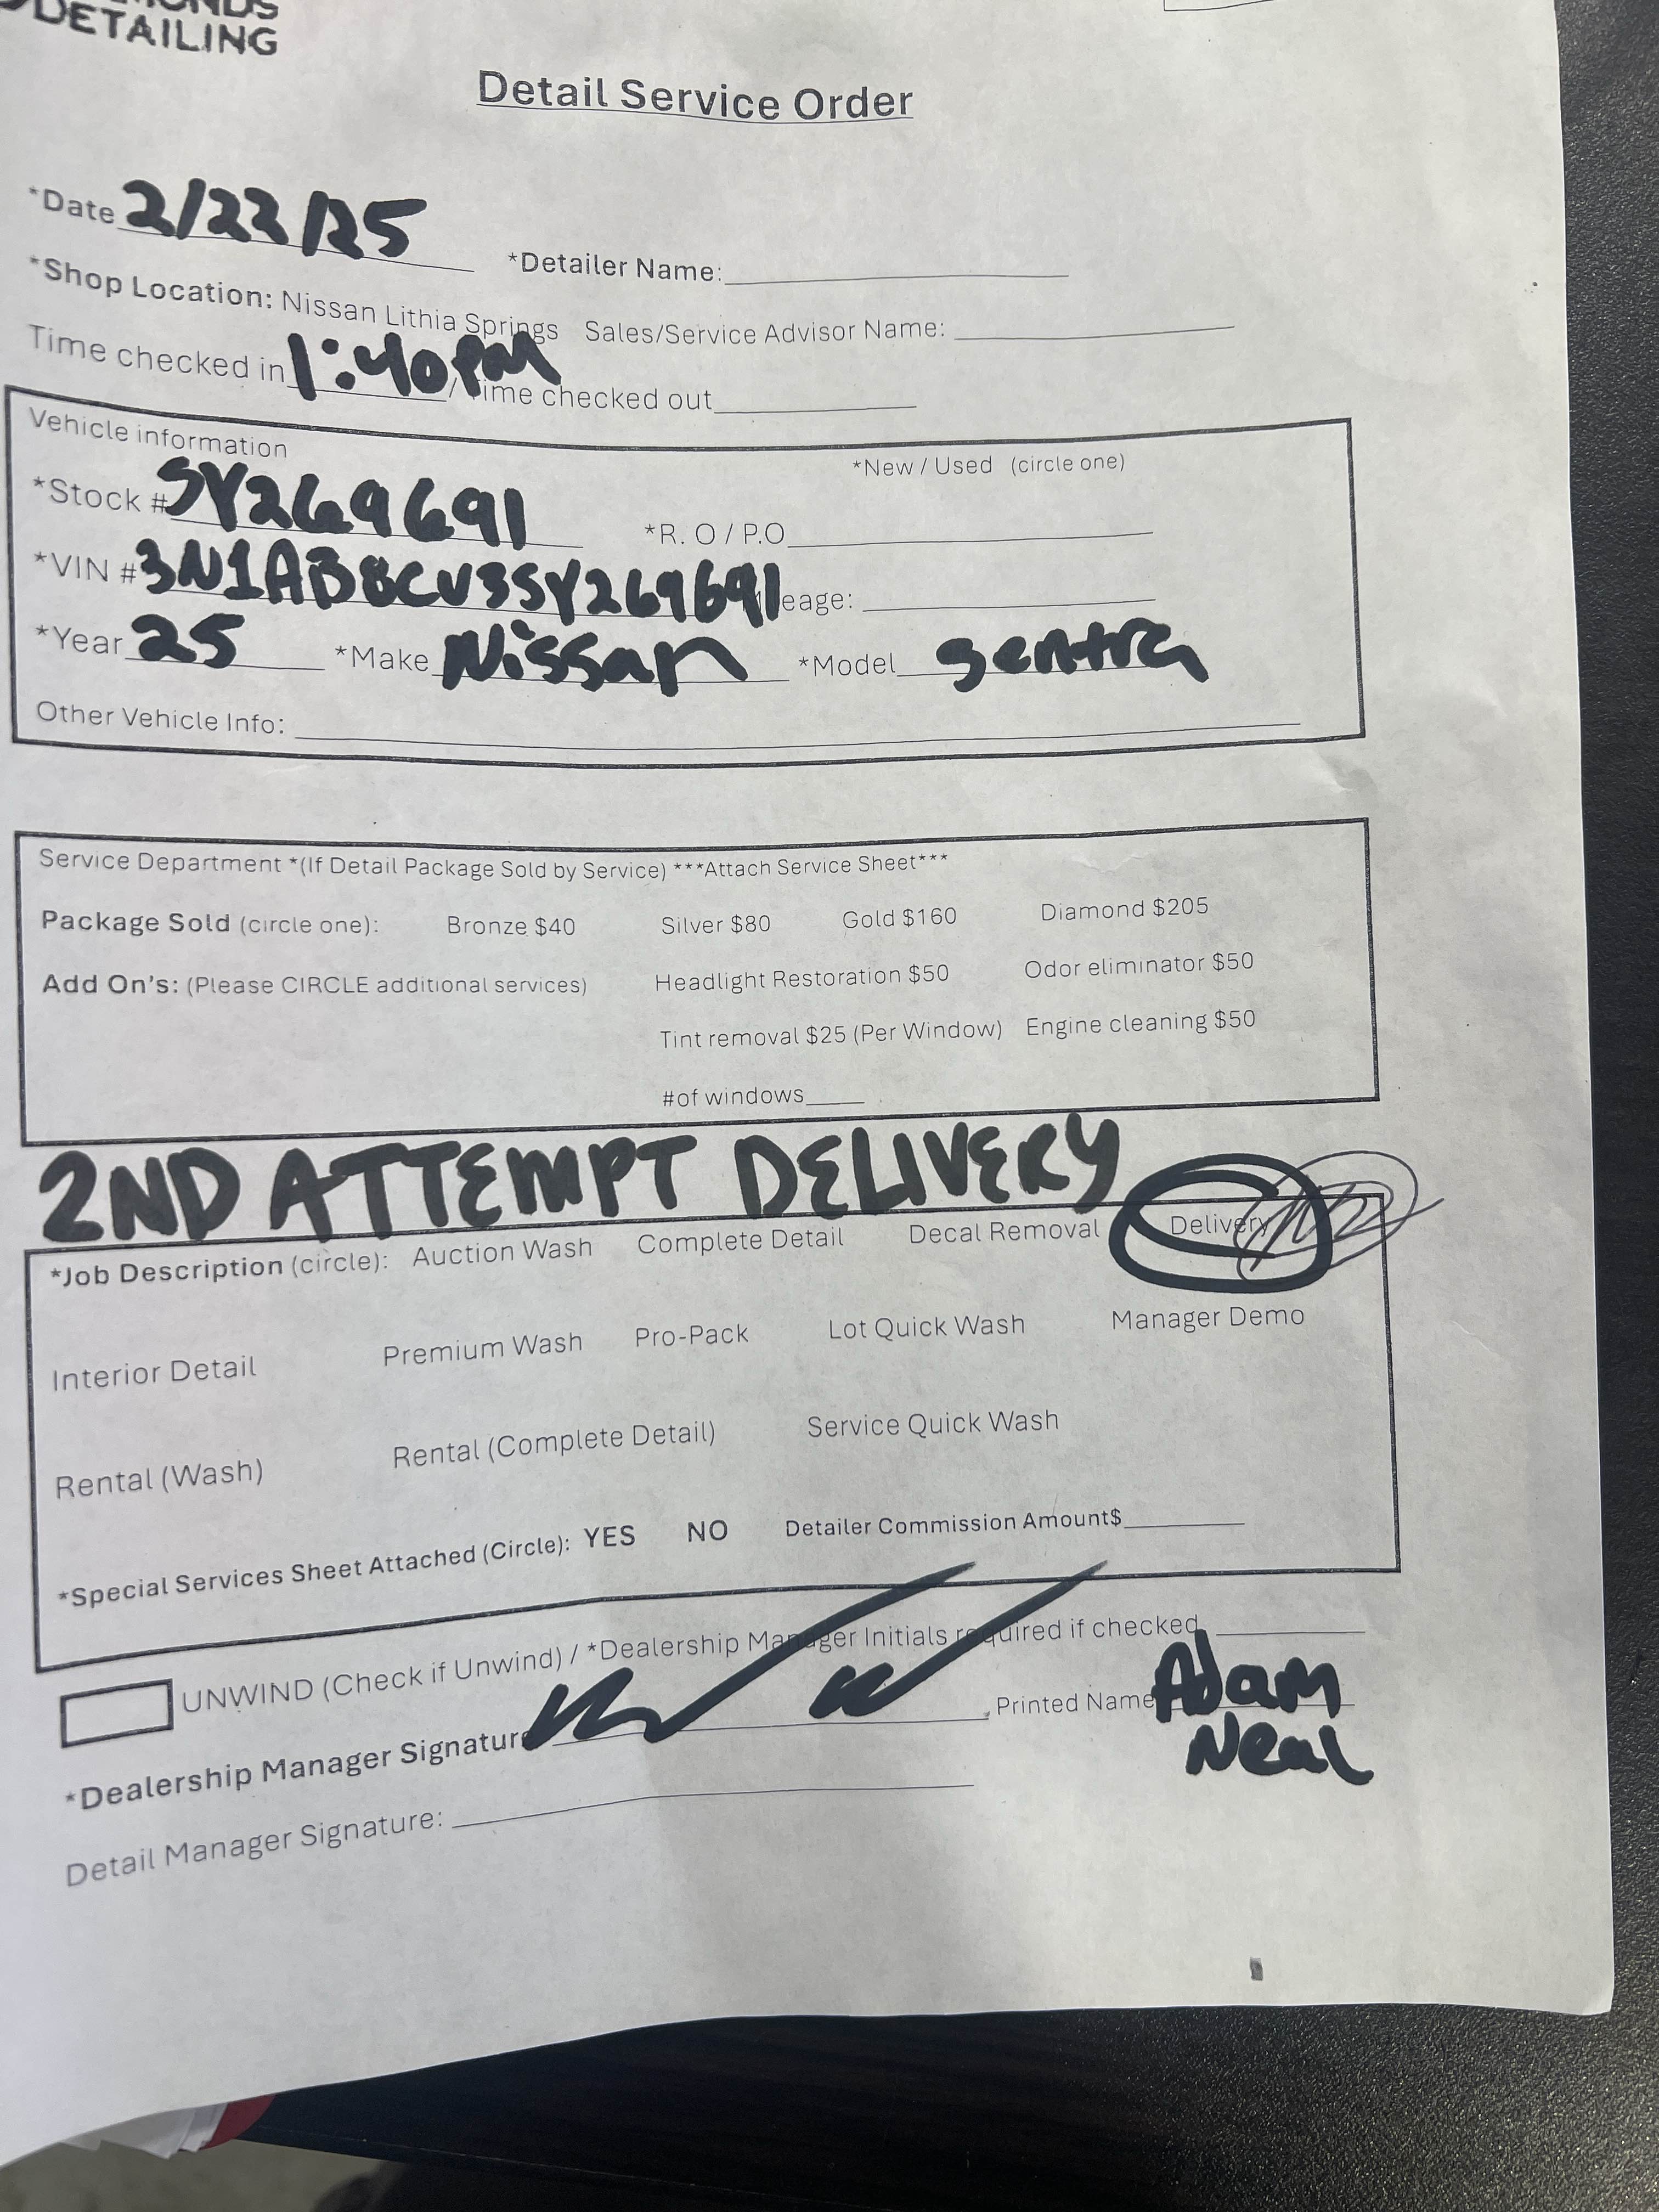 DETAILING
Detail Service Order
*Date 2/22/25 *Detailer Name:
*Shop Location: Nissan Lithia Springs Sales/Service Advisor Name:
Time checked in 1:40pm / Time checked out
Vehicle information
*New / Used (circle one)
*Stock # SY269691 *R. O / P.O
*VIN # 3N1AB8CV3SY269691 eage:
*Year 25 *Make Nissan *Model sentra
Other Vehicle Info:
Service Department *(If Detail Package Sold by Service) ***Attach Service Sheet***
Package Sold (circle one): Bronze $40 Silver $80 Gold $160 Diamond $205
Add On's: (Please CIRCLE additional services) Headlight Restoration $50 Odor eliminator $50
Tint removal $25 (Per Window) Engine cleaning $50
#of windows
2ND ATTEMPT DELIVERY
*Job Description (circle): Auction Wash Complete Detail Decal Removal Delivery
Interior Detail Premium Wash Pro-Pack Lot Quick Wash Manager Demo
Rental (Wash) Rental (Complete Detail) Service Quick Wash
*Special Services Sheet Attached (Circle): YES NO Detailer Commission Amount$
UNWIND (Check if Unwind) / *Dealership Manager Initials required if checked
*Dealership Manager Signature Printed Name Adam
Neal
Detail Manager Signature: